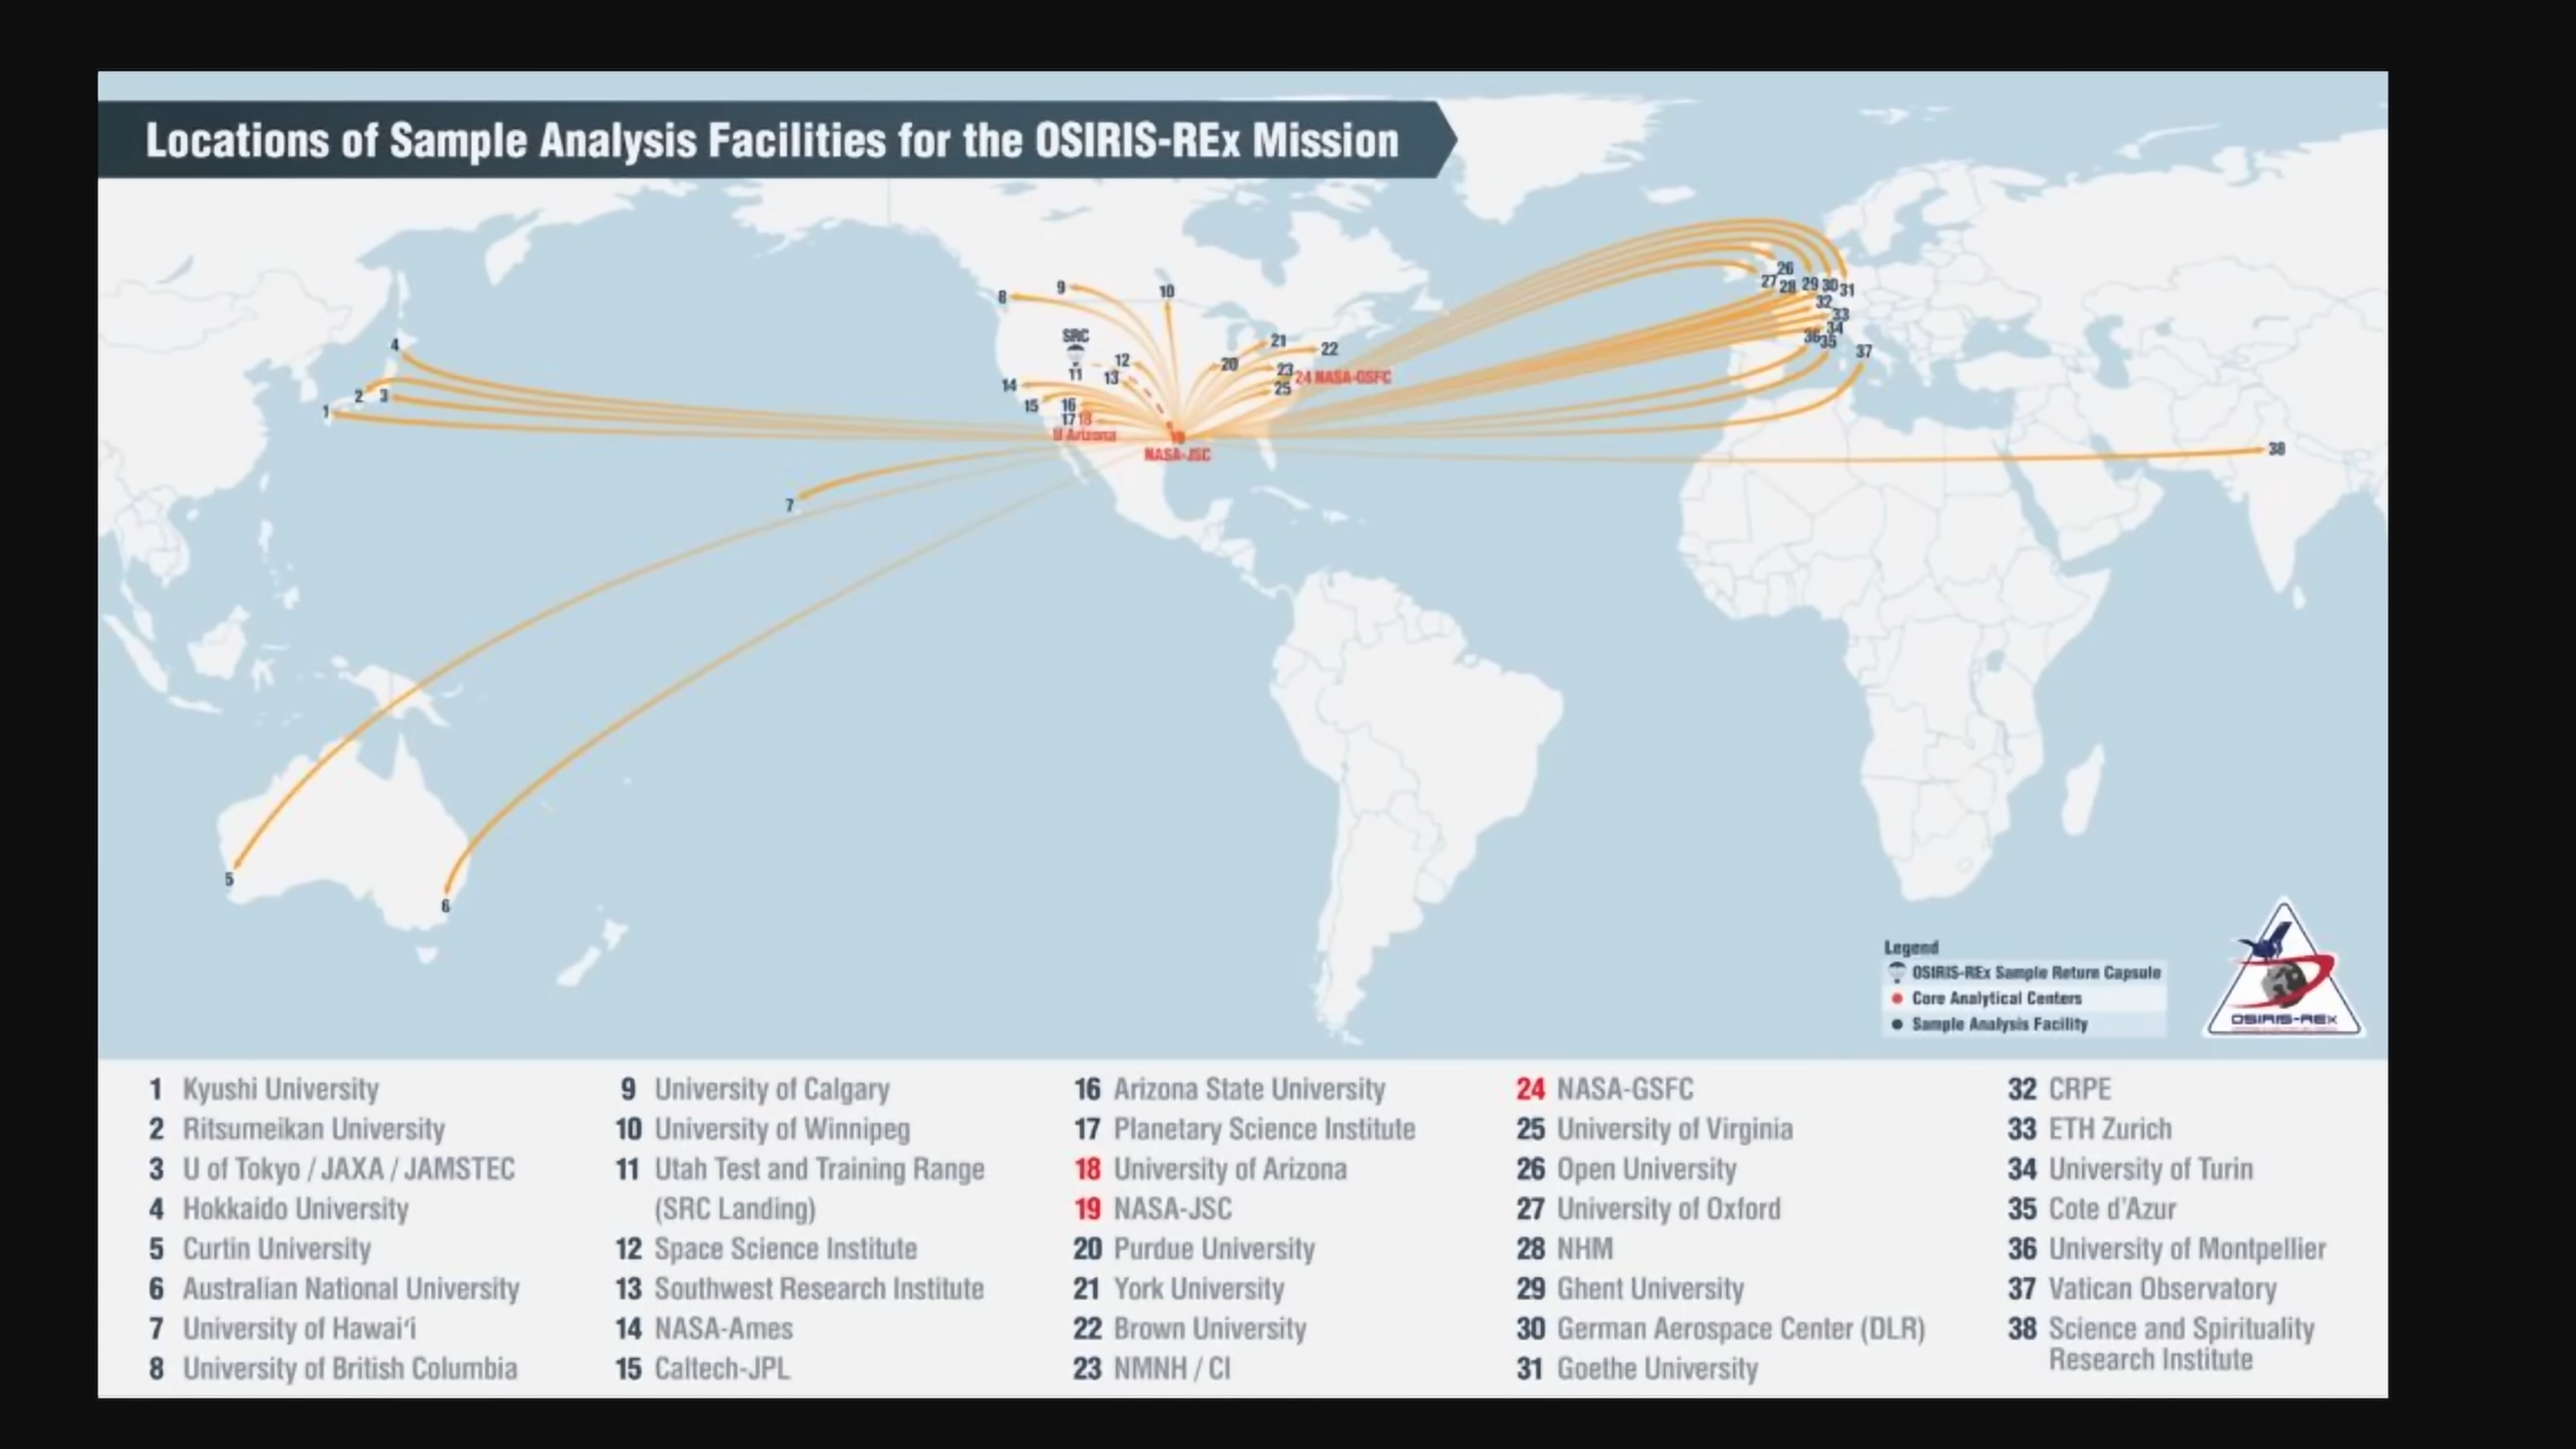 Locations of Sample Analysis Facilities for the OSIRIS-REx Mission
26
27 28 29 30 31
32
33
34
36 35
37
38
8
9
10
SRC
11
12
13
14
15
16
17 18
U Arizona
NASA-JSC
20
21
22
23
24 NASA-GSFC
25
4
2 3
1
7
5
6
Legend
OSIRIS-REx Sample Return Capsule
Core Analytical Centers
Sample Analysis Facility
OSIRIS-REx
1 Kyushi University
2 Ritsumeikan University
3 U of Tokyo / JAXA / JAMSTEC
4 Hokkaido University
5 Curtin University
6 Australian National University
7 University of Hawaiʻi
8 University of British Columbia
9 University of Calgary
10 University of Winnipeg
11 Utah Test and Training Range
(SRC Landing)
12 Space Science Institute
13 Southwest Research Institute
14 NASA-Ames
15 Caltech-JPL
16 Arizona State University
17 Planetary Science Institute
18 University of Arizona
19 NASA-JSC
20 Purdue University
21 York University
22 Brown University
23 NMNH / CI
24 NASA-GSFC
25 University of Virginia
26 Open University
27 University of Oxford
28 NHM
29 Ghent University
30 German Aerospace Center (DLR)
31 Goethe University
32 CRPE
33 ETH Zurich
34 University of Turin
35 Cote d'Azur
36 University of Montpellier
37 Vatican Observatory
38 Science and Spirituality
Research Institute